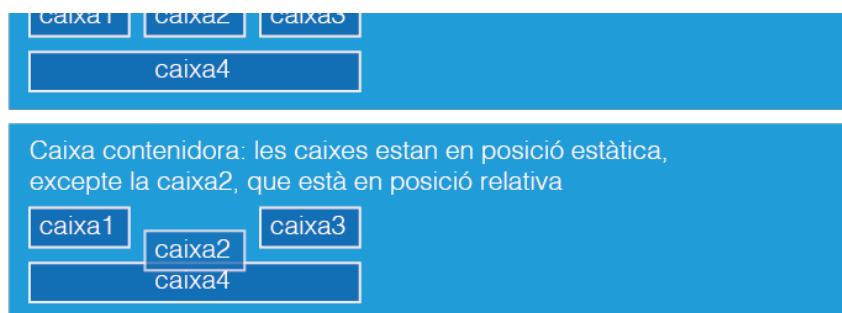 caixa1 caixa2 caixa3
caixa4
Caixa contenidora: les caixes estan en posició estàtica,
excepte la caixa2, que està en posició relativa
caixa1 caixa2 caixa3
caixa4